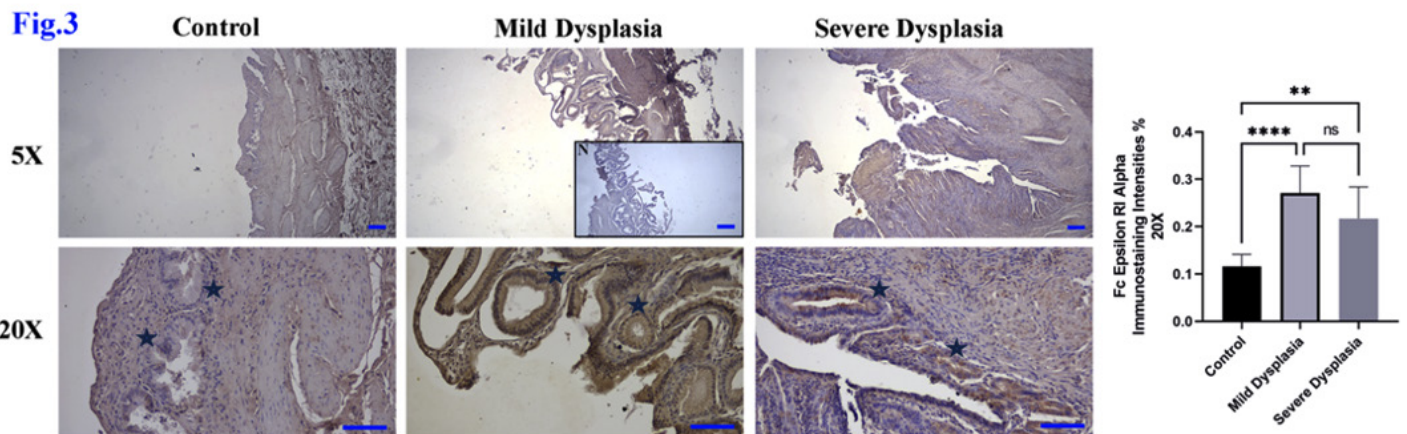 Fig.3
Control
Mild Dysplasia
Severe Dysplasia
5X
N
20X
Fc Epsilon RI Alpha
Immunostaining Intensities %
20X
0.4
0.3
0.2
0.1
0.0
**
****
ns
Control
Mild Dysplasia
Severe Dysplasia